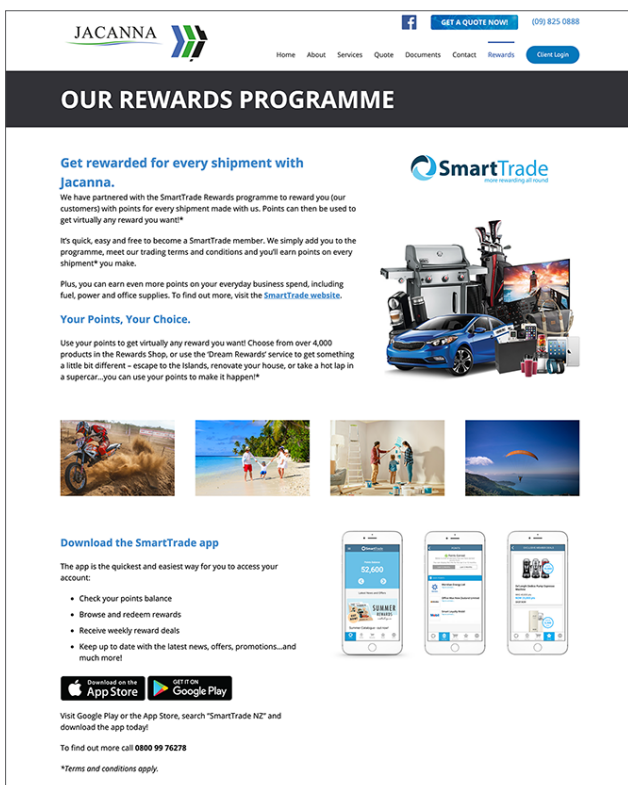 JACANNA
GET A QUOTE NOW!
(09) 825 0888
Home About Services Quote Documents Contact Rewards Client Login
OUR REWARDS PROGRAMME
Get rewarded for every shipment with
Jacanna.
We have partnered with the SmartTrade Rewards programme to reward you (our
customers) with points for every shipment made with us. Points can then be used to
get virtually any reward you want!*
It's quick, easy and free to become a SmartTrade member. We simply add you to the
programme, meet our trading terms and conditions and you'll earn points on every
shipment* you make.
Plus, you can earn even more points on your everyday business spend, including
fuel, power and office supplies. To find out more, visit the SmartTrade website.
SmartTrade
more rewarding all round
Your Points, Your Choice.
Use your points to get virtually any reward you want! Choose from over 4,000
products in the Rewards Shop, or use the 'Dream Rewards' service to get something
a little bit different – escape to the Islands, renovate your house, or take a hot lap in
a supercar...you can use your points to make it happen!*
Download the SmartTrade app
The app is the quickest and easiest way for you to access your
account:
• Check your points balance
• Browse and redeem rewards
• Receive weekly reward deals
• Keep up to date with the latest news, offers, promotions...and
much more!
Download on the
App Store
GET IT ON
Google Play
Visit Google Play or the App Store, search "SmartTrade NZ" and
download the app today!
To find out more call 0800 99 76278
*Terms and conditions apply.
SmartTrade
$2,600
SUMMER
REWARDS